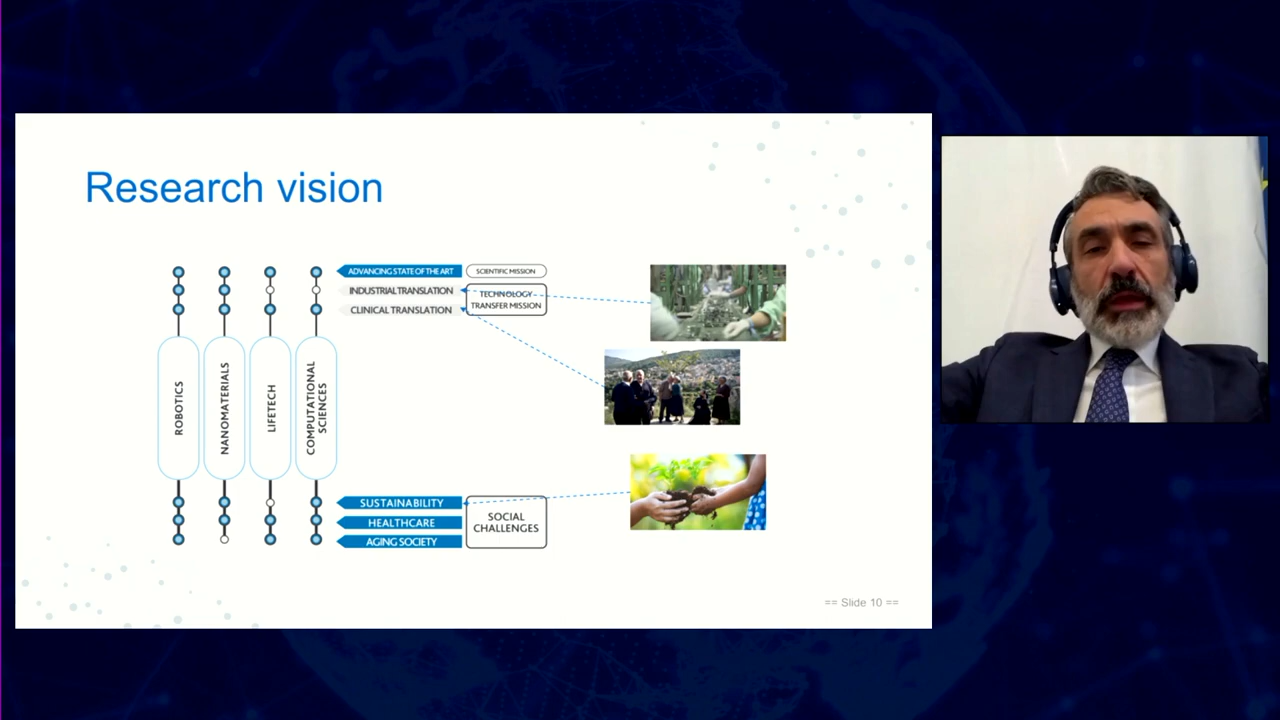 Research vision
ADVANCING STATE OF THE ART
SCIENTIFIC MISSION
INDUSTRIAL TRANSLATION
CLINICAL TRANSLATION
TECHNOLOGY
TRANSFER MISSION
ROBOTICS
NANOMATERIALS
LIFETECH
COMPUTATIONAL
SCIENCES
SUSTAINABILITY
HEALTHCARE
AGING SOCIETY
SOCIAL
CHALLENGES
== Slide 10 ==